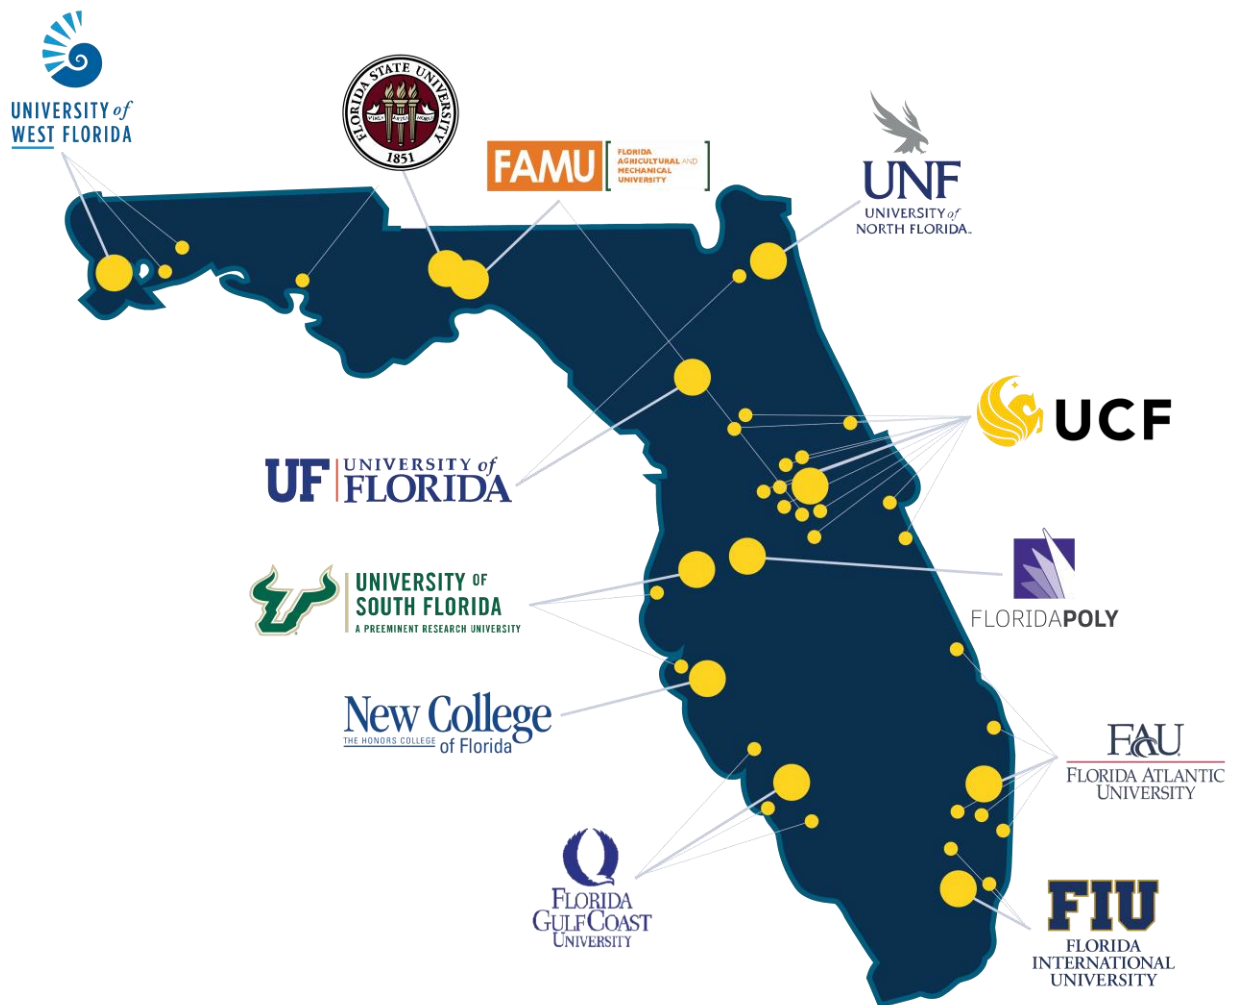 UNIVERSITY of
WEST FLORIDA
FLORIDA STATE UNIVERSITY
1851
FAMU
FLORIDA
AGRICULTURAL AND
MECHANICAL
UNIVERSITY
UNF
UNIVERSITY of
NORTH FLORIDA
UCF
UF
UNIVERSITY of
FLORIDA
UNIVERSITY OF
SOUTH FLORIDA
A PREEMINENT RESEARCH UNIVERSITY
FLORIDAPOLY
New College
THE HONORS COLLEGE
of Florida
FAU
FLORIDA ATLANTIC
UNIVERSITY
FLORIDA
GULF COAST
UNIVERSITY
FIU
FLORIDA
INTERNATIONAL
UNIVERSITY